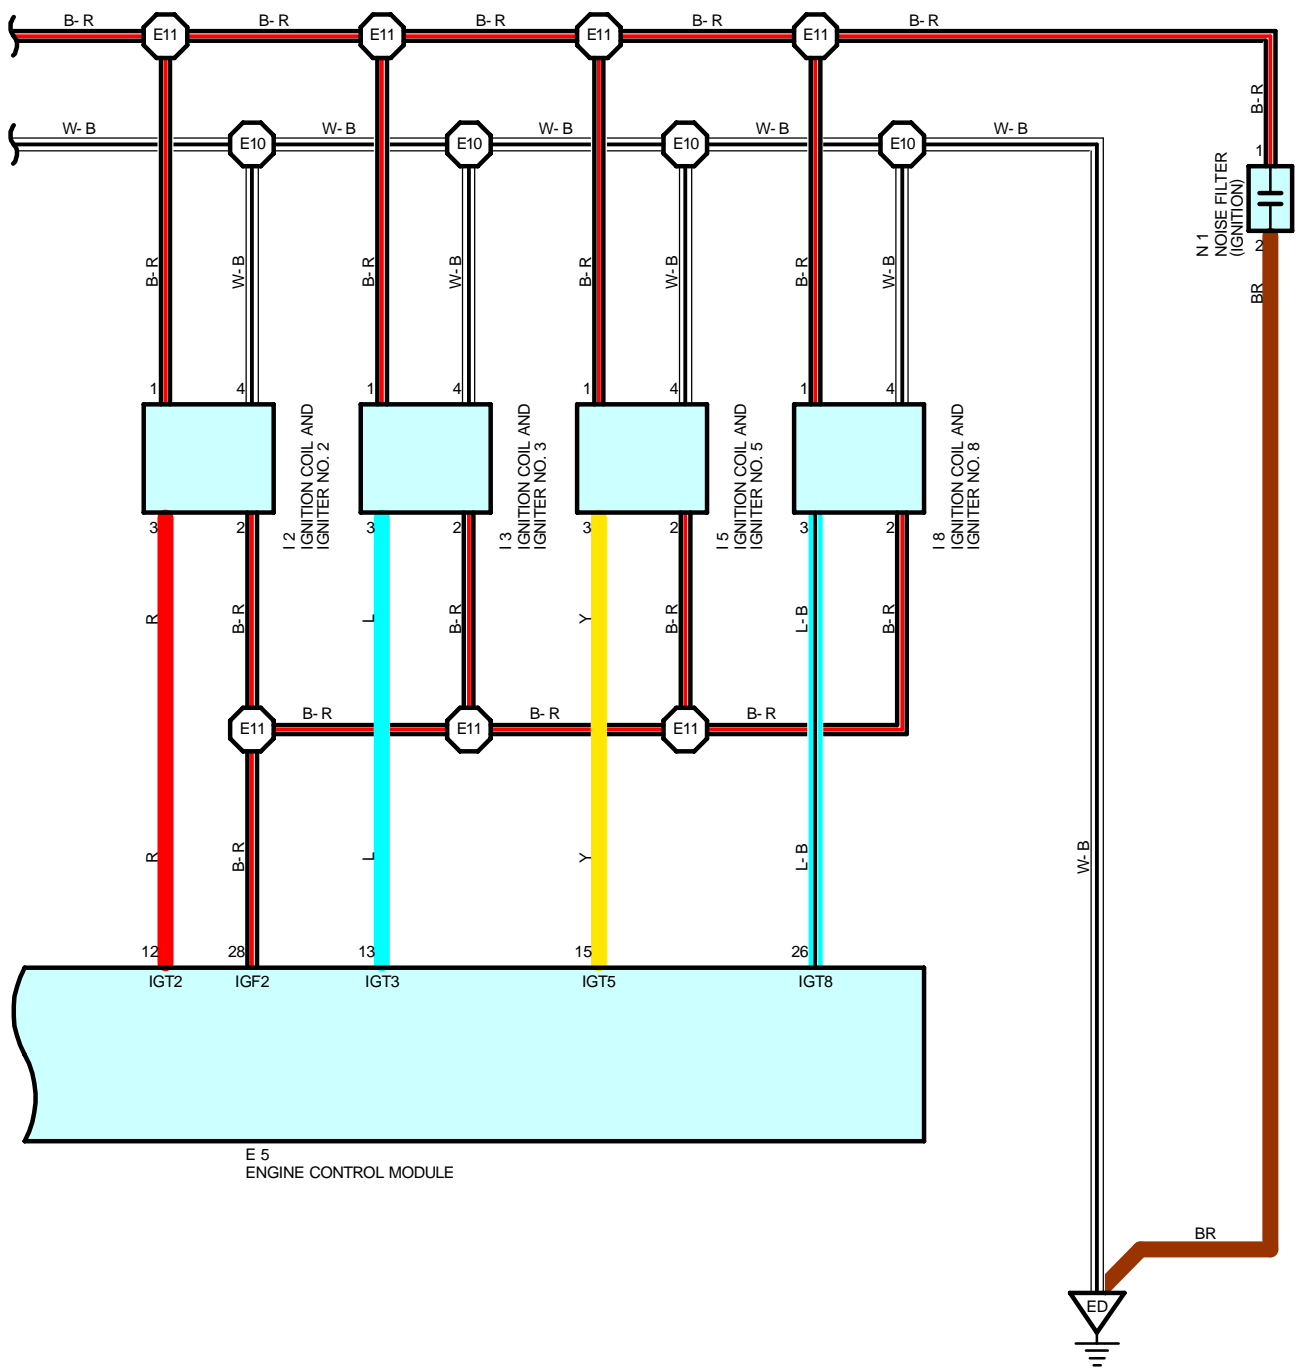 B- R
B- R
B- R
B- R
B- R
E11
E11
E11
E11
W- B
W- B
W- B
W- B
W- B
E10
E10
E10
E10
B- R
1
N 1
NOISE FILTER
(IGNITION)
2
BR
B- R
W- B
B- R
W- B
B- R
W- B
B- R
W- B
1
4
1
4
1
4
1
4
I 2
IGNITION COIL AND
IGNITER NO. 2
I 3
IGNITION COIL AND
IGNITER NO. 3
I 5
IGNITION COIL AND
IGNITER NO. 5
I 8
IGNITION COIL AND
IGNITER NO. 8
3
2
3
2
3
2
3
2
R
B- R
L
B- R
Y
B- R
L- B
B- R
E11
B- R
E11
B- R
E11
B- R
R
B- R
L
Y
L- B
W- B
12
28
13
15
26
IGT2
IGF2
IGT3
IGT5
IGT8
E 5
ENGINE CONTROL MODULE
BR
ED